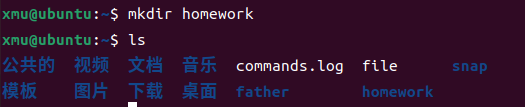 xmu@ubuntu:~$ mkdir homework
xmu@ubuntu:~$ ls
公共的 视频 文档 音乐 commands.log file snap
模板 图片 下载 桌面 father homework